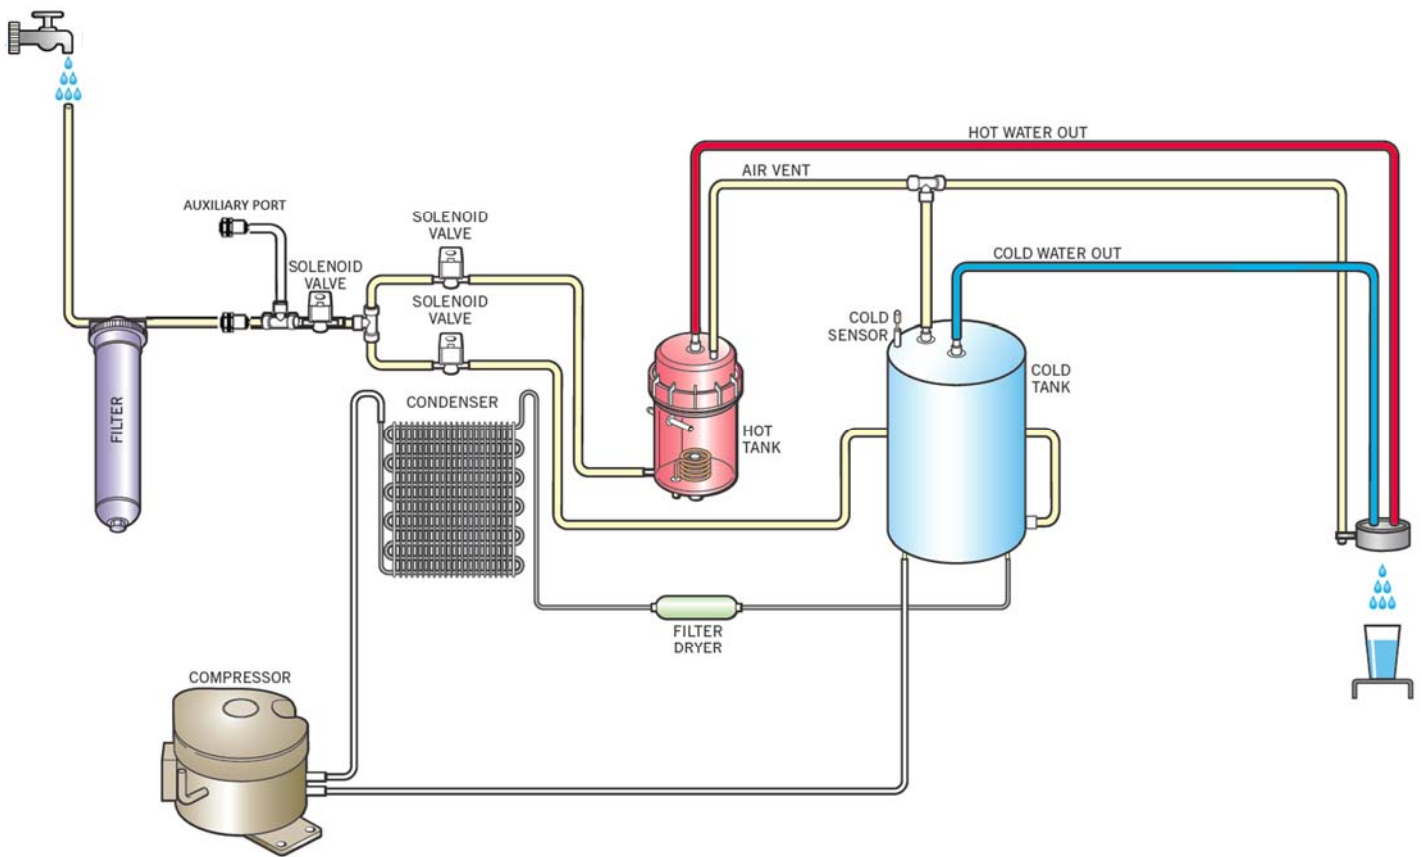 HOT WATER OUT
AIR VENT
AUXILIARY PORT
SOLENOID
VALVE
COLD WATER OUT
SOLENOID
VALVE
SOLENOID
VALVE
COLD
SENSOR
COLD
TANK
CONDENSER
FILTER
HOT
TANK
FILTER
DRYER
COMPRESSOR